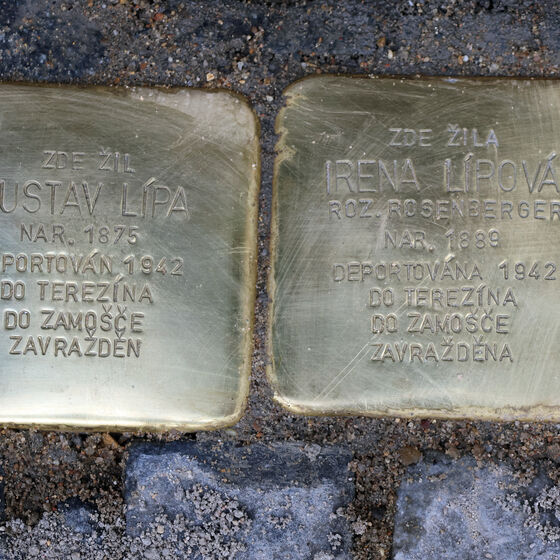 ZDE ŽIL
USTAV LÍPA
NAR. 1875
PORTOVÁN 1942
DO TEREZÍNA
DO ZAMOŠČE
ZAVRAŽDĚN
ZDE ŽILA
IRENA LÍPOVÁ
ROZ. ROSENBERGER
NAR. 1889
DEPORTOVÁNA 1942
DO TEREZÍNA
DO ZAMOŠČE
ZAVRAŽDĚNA